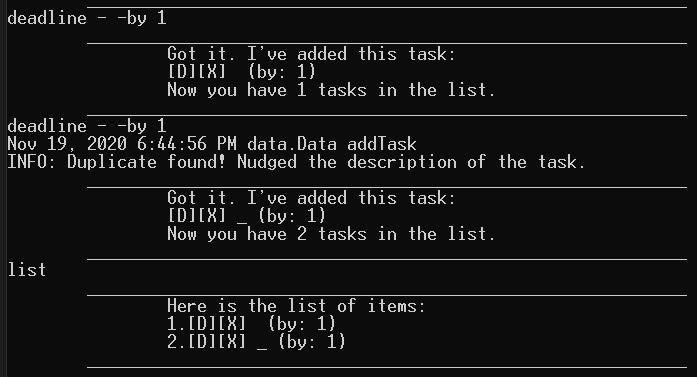 deadline - -by 1
Got it. I've added this task:
[D][X]  (by: 1)
Now you have 1 tasks in the list.
deadline - -by 1
Nov 19, 2020 6:44:56 PM data.Data addTask
INFO: Duplicate found! Nudged the description of the task.
Got it. I've added this task:
[D][X] _ (by: 1)
Now you have 2 tasks in the list.
list
Here is the list of items:
1.[D][X]  (by: 1)
2.[D][X] _ (by: 1)